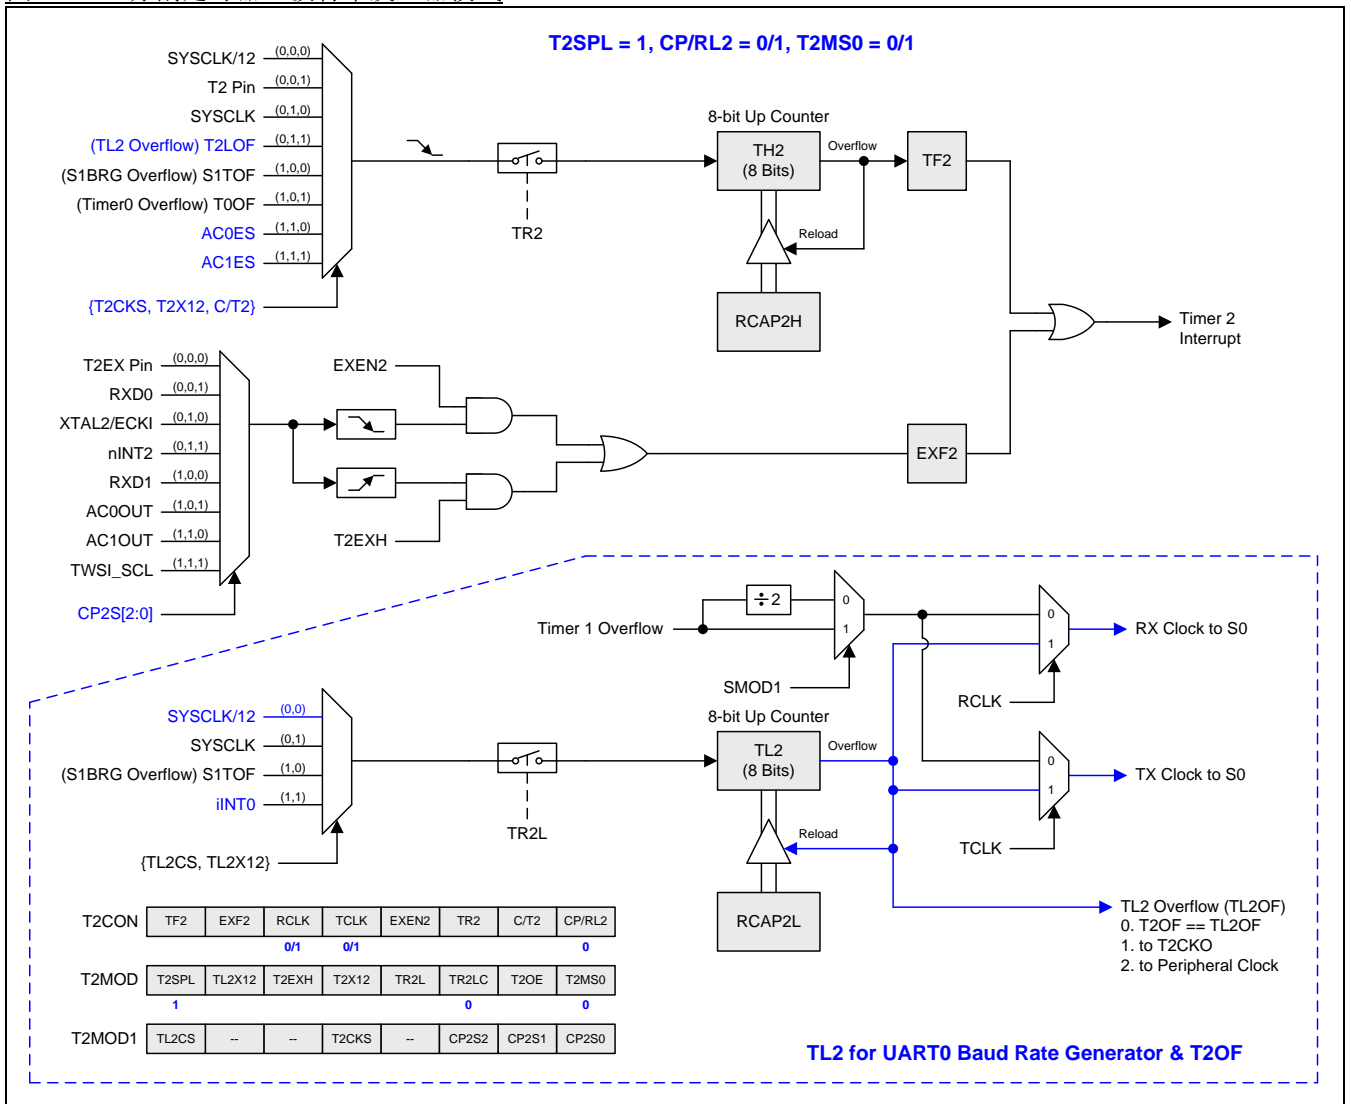 T2SPL = 1, CP/RL2 = 0/1, T2MS0 = 0/1
SYSCLK/12 (0,0,0)
T2 Pin (0,0,1)
SYSCLK (0,1,0)
(TL2 Overflow) T2LOF (0,1,1)
(S1BRG Overflow) S1TOF (1,0,0)
(Timer0 Overflow) T0OF (1,0,1)
AC0ES (1,1,0)
AC1ES (1,1,1)
{T2CKS, T2X12, C/T2}
TR2
8-bit Up Counter
TH2
(8 Bits)
Overflow
TF2
Reload
RCAP2H
Timer 2
Interrupt
T2EX Pin (0,0,0)
RXD0 (0,0,1)
XTAL2/ECKI (0,1,0)
nINT2 (0,1,1)
RXD1 (1,0,0)
AC0OUT (1,0,1)
AC1OUT (1,1,0)
TWSI_SCL (1,1,1)
CP2S[2:0]
EXEN2
T2EXH
EXF2
Timer 1 Overflow
÷2
0
1
SMOD1
0
1
RX Clock to S0
RCLK
SYSCLK/12 (0,0)
SYSCLK (0,1)
(S1BRG Overflow) S1TOF (1,0)
iINT0 (1,1)
{TL2CS, TL2X12}
TR2L
8-bit Up Counter
TL2
(8 Bits)
Overflow
Reload
RCAP2L
0
1
TX Clock to S0
TCLK
TL2 Overflow (TL2OF)
0. T2OF == TL2OF
1. to T2CKO
2. to Peripheral Clock
T2CON TF2 EXF2 RCLK TCLK EXEN2 TR2 C/T2 CP/RL2
0/1 0/1 0
T2MOD T2SPL TL2X12 T2EXH T2X12 TR2L TR2LC T2OE T2MS0
1 0 0
T2MOD1 TL2CS -- -- T2CKS -- CP2S2 CP2S1 CP2S0
TL2 for UART0 Baud Rate Generator & T2OF